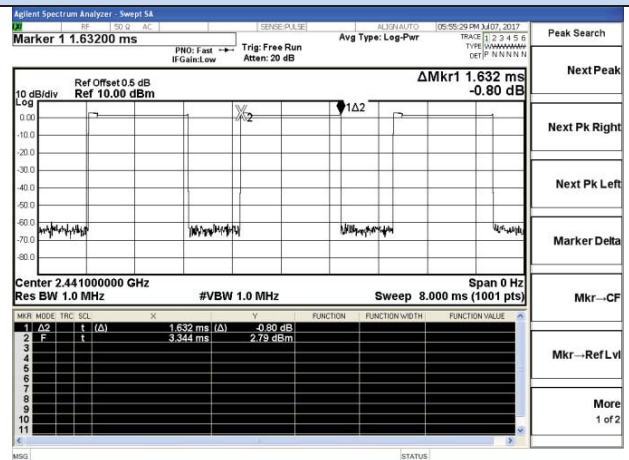 Agilent Spectrum Analyzer - Swept SA
RF 50 Ω AC SENSE:PULSE ALIGN AUTO 05:55:29 PM Jul 07, 2017
Marker 1 1.63200 ms
PNO: Fast
IFGain:Low
Trig: Free Run
Atten: 20 dB
Avg Type: Log-Pwr
TRACE 1 2 3 4 5 6
TYPE
DET P N N N N N
Peak Search
Ref Offset 0.5 dB
10 dB/div Ref 10.00 dBm
ΔMkr1 1.632 ms
-0.80 dB
Log
0.00
-10.0
-20.0
-30.0
-40.0
-50.0
-60.0
-70.0
-80.0
X2
1Δ2
Center 2.441000000 GHz
Span 0 Hz
Res BW 1.0 MHz
#VBW 1.0 MHz
Sweep 8.000 ms (1001 pts)
MKR MODE TRC SCL X Y FUNCTION FUNCTION WIDTH FUNCTION VALUE
1 Δ2 t (Δ) 1.632 ms (Δ) -0.80 dB
2 F t 3.344 ms 2.79 dBm
3
4
5
6
7
8
9
10
11
Next Peak
Next Pk Right
Next Pk Left
Marker Delta
Mkr→CF
Mkr→Ref Lvl
More
1 of 2
MSG
STATUS